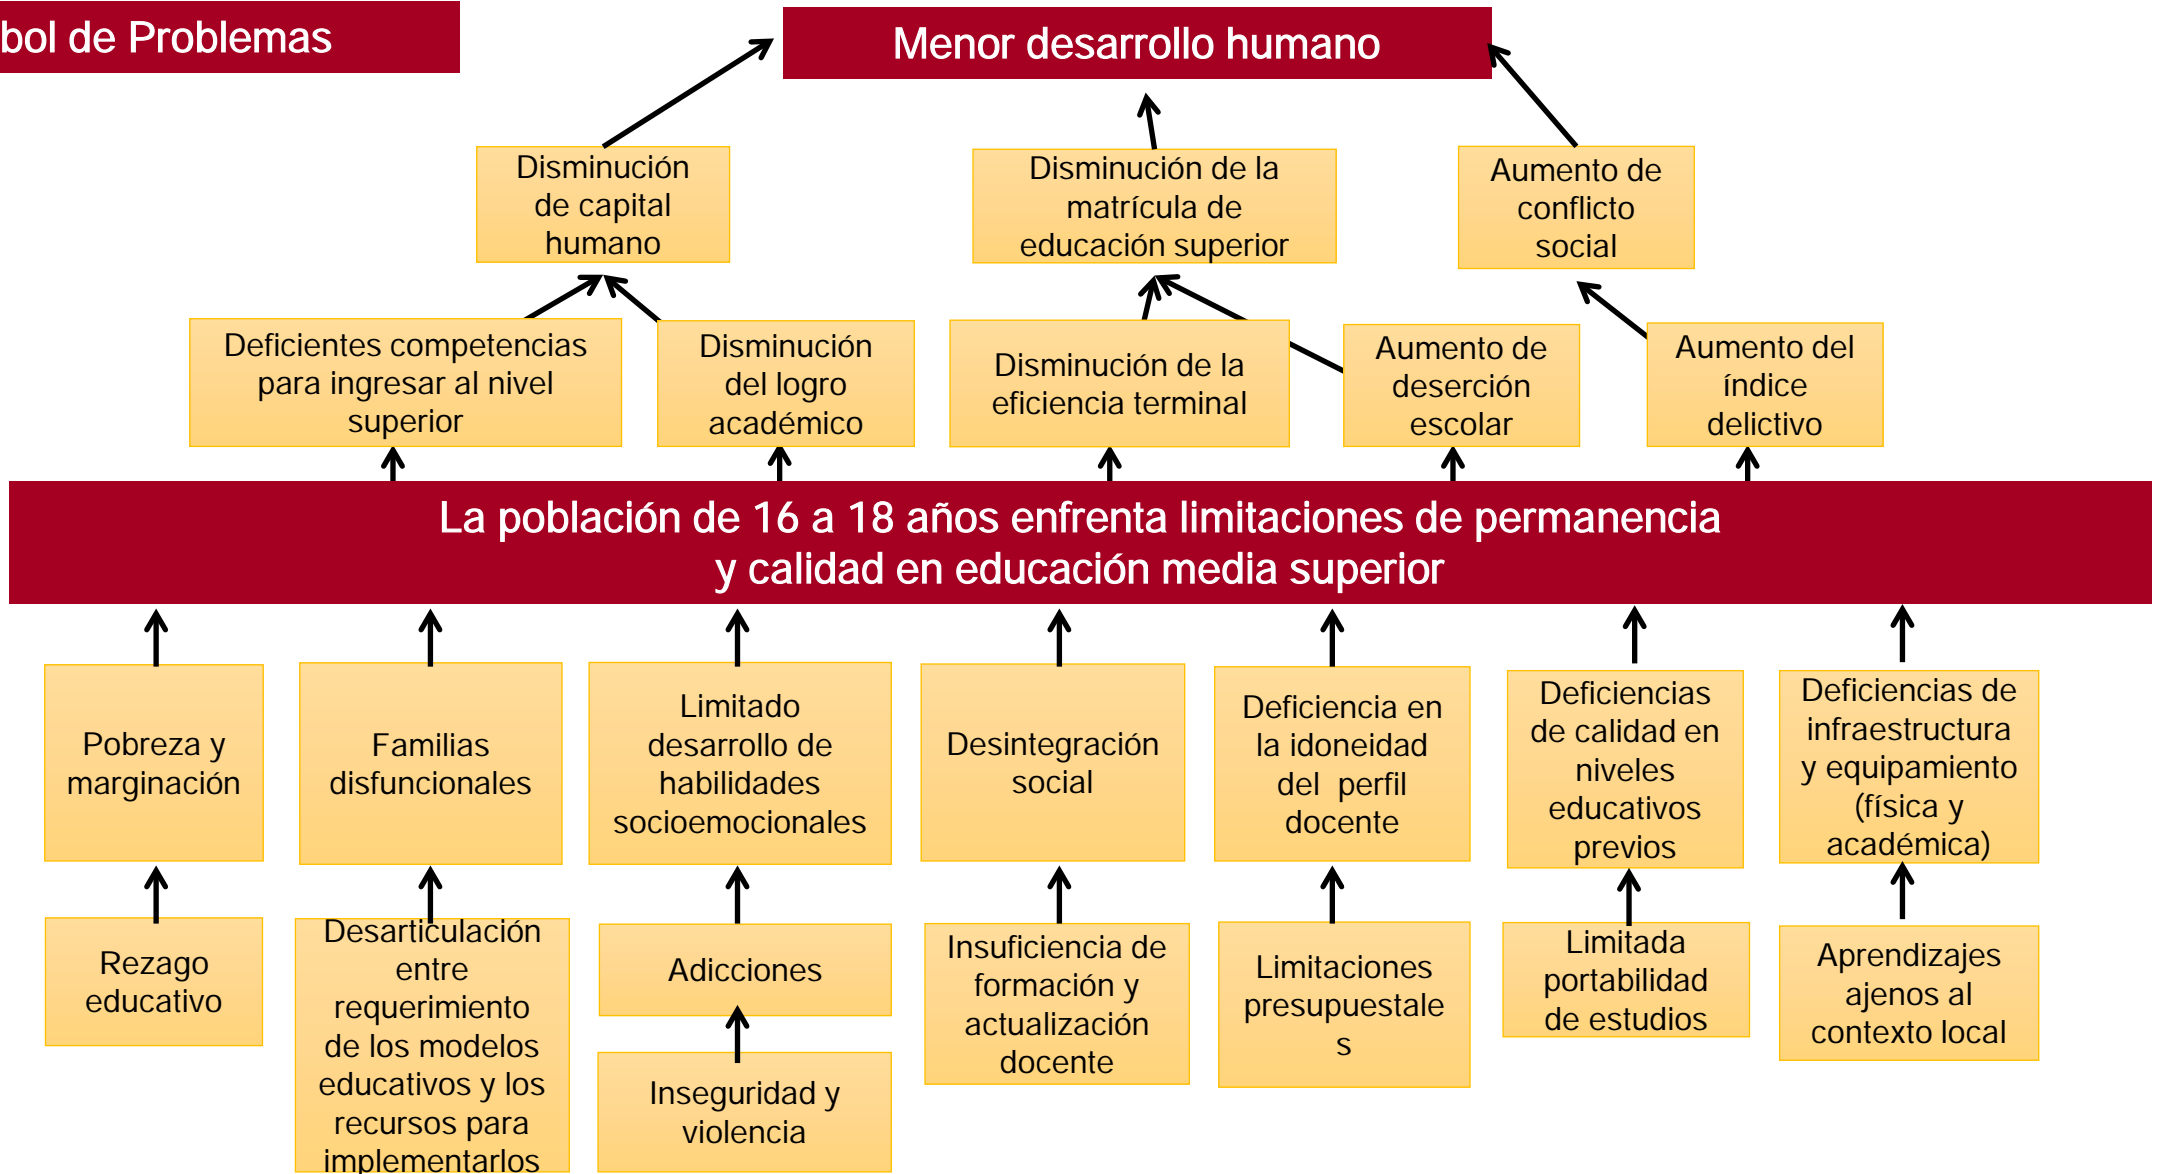 bol de Problemas
Menor desarrollo humano
Disminución
de capital
humano
Disminución de la
matrícula de
educación superior
Aumento de
conflicto
social
Deficientes competencias
para ingresar al nivel
superior
Disminución
del logro
académico
Disminución de la
eficiencia terminal
Aumento de
deserción
escolar
Aumento del
índice
delictivo
La población de 16 a 18 años enfrenta limitaciones de permanencia
y calidad en educación media superior
Pobreza y
marginación
Familias
disfuncionales
Limitado
desarrollo de
habilidades
socioemocionales
Desintegración
social
Deficiencia en
la idoneidad
del perfil
docente
Deficiencias
de calidad en
niveles
educativos
previos
Deficiencias de
infraestructura
y equipamiento
(física y
académica)
Rezago
educativo
Desarticulación
entre
requerimiento
de los modelos
educativos y los
recursos para
implementarlos
Adicciones
Inseguridad y
violencia
Insuficiencia de
formación y
actualización
docente
Limitaciones
presupuestale
s
Limitada
portabilidad
de estudios
Aprendizajes
ajenos al
contexto local